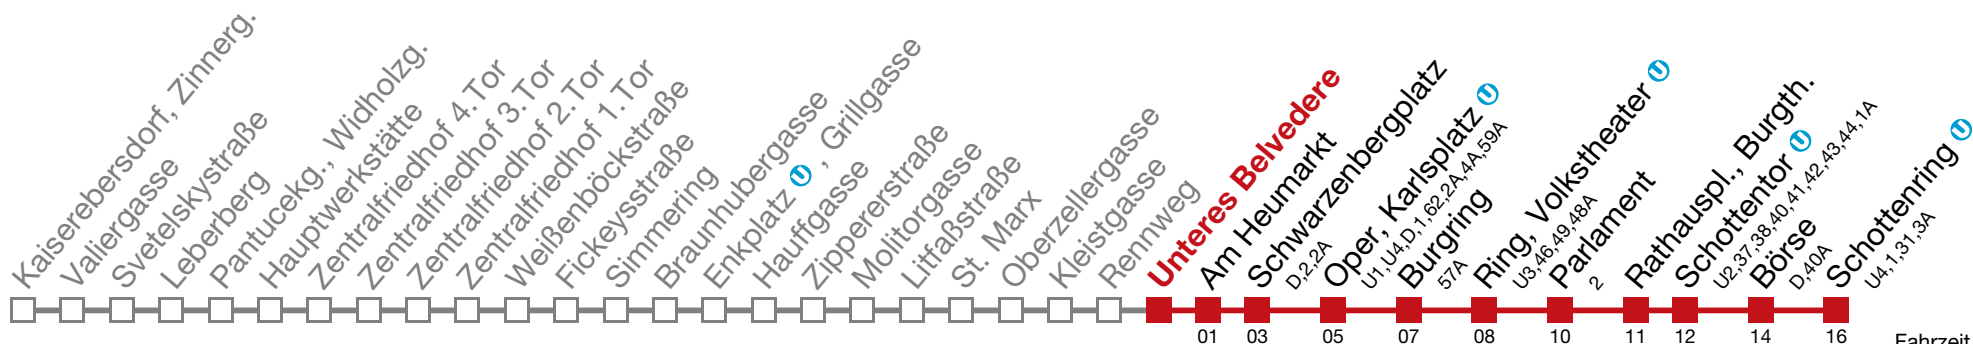 Kaiserebersdorf, Zinnerg.
Valiergasse
Svetelskystraße
Leberberg
Pantucekg., Widholzg.
Hauptwerkstätte
Zentralfriedhof 4.Tor
Zentralfriedhof 3.Tor
Zentralfriedhof 2.Tor
Zentralfriedhof 1.Tor
Weißenböckstraße
Fickeysstraße
Simmering
Braunhubergasse
Enkplatz U, Grillgasse
Hauffgasse
Zippererstraße
Molitorgasse
Litfaßstraße
St. Marx
Oberzellergasse
Kleistgasse
Rennweg
Unteres Belvedere
Am Heumarkt
01
Schwarzenbergplatz
D,2,2A
03
Oper, Karlsplatz U
U1,U4,D,1,62,2A,4A,59A
05
Burgring
57A
07
Ring, Volkstheater U
U3,46,49,48A
08
Parlament
2
10
Rathauspl., Burgth.
11
Schottentor U
U2,37,38,40,41,42,43,44,1A
12
Börse
D,40A
14
Schottenring U
U4,1,31,3A
16
Fahrzeit